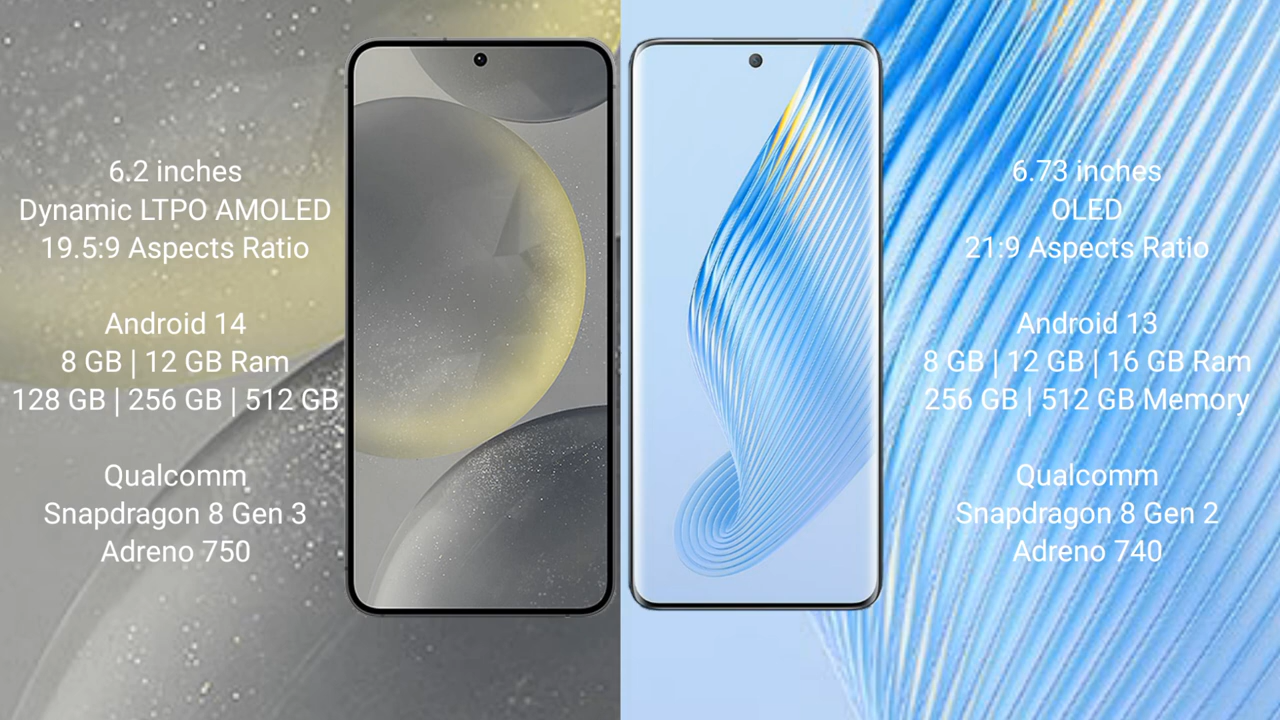 6.2 inches
Dynamic LTPO AMOLED
19.5:9 Aspects Ratio
Android 14
8 GB | 12 GB Ram
128 GB | 256 GB | 512 GB
Qualcomm
Snapdragon 8 Gen 3
Adreno 750
6.73 inches
OLED
21:9 Aspects Ratio
Android 13
8 GB | 12 GB | 16 GB Ram
256 GB | 512 GB Memory
Qualcomm
Snapdragon 8 Gen 2
Adreno 740